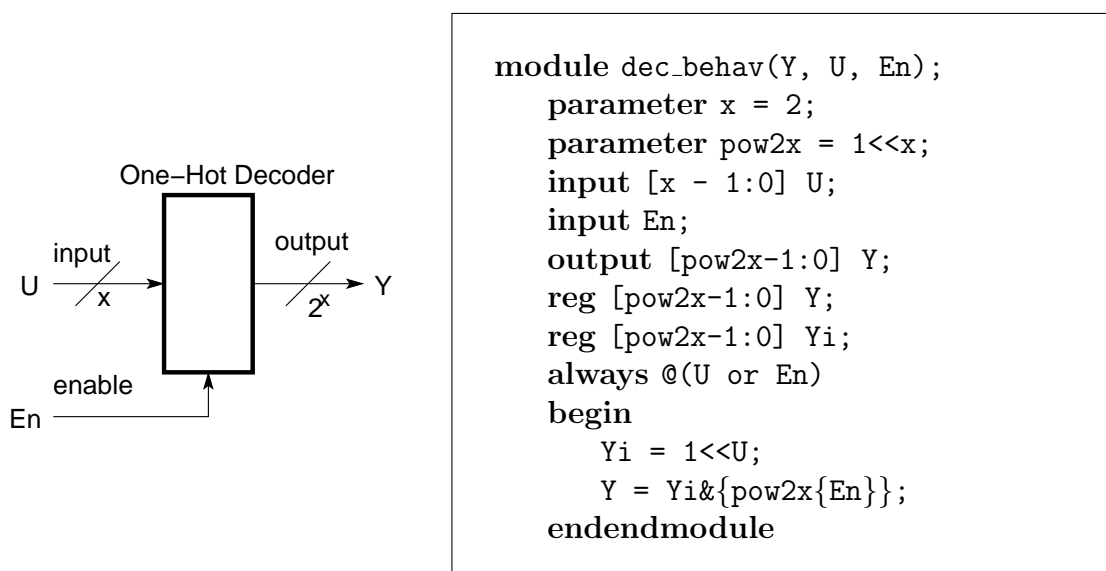 One−Hot Decoder
input
output
U
x
2x
Y
enable
En
module dec_behav(Y, U, En);
parameter x = 2;
parameter pow2x = 1<<x;
input [x - 1:0] U;
input En;
output [pow2x-1:0] Y;
reg [pow2x-1:0] Y;
reg [pow2x-1:0] Yi;
always @(U or En)
begin
Yi = 1<<U;
Y = Yi&{pow2x{En}};
endendmodule